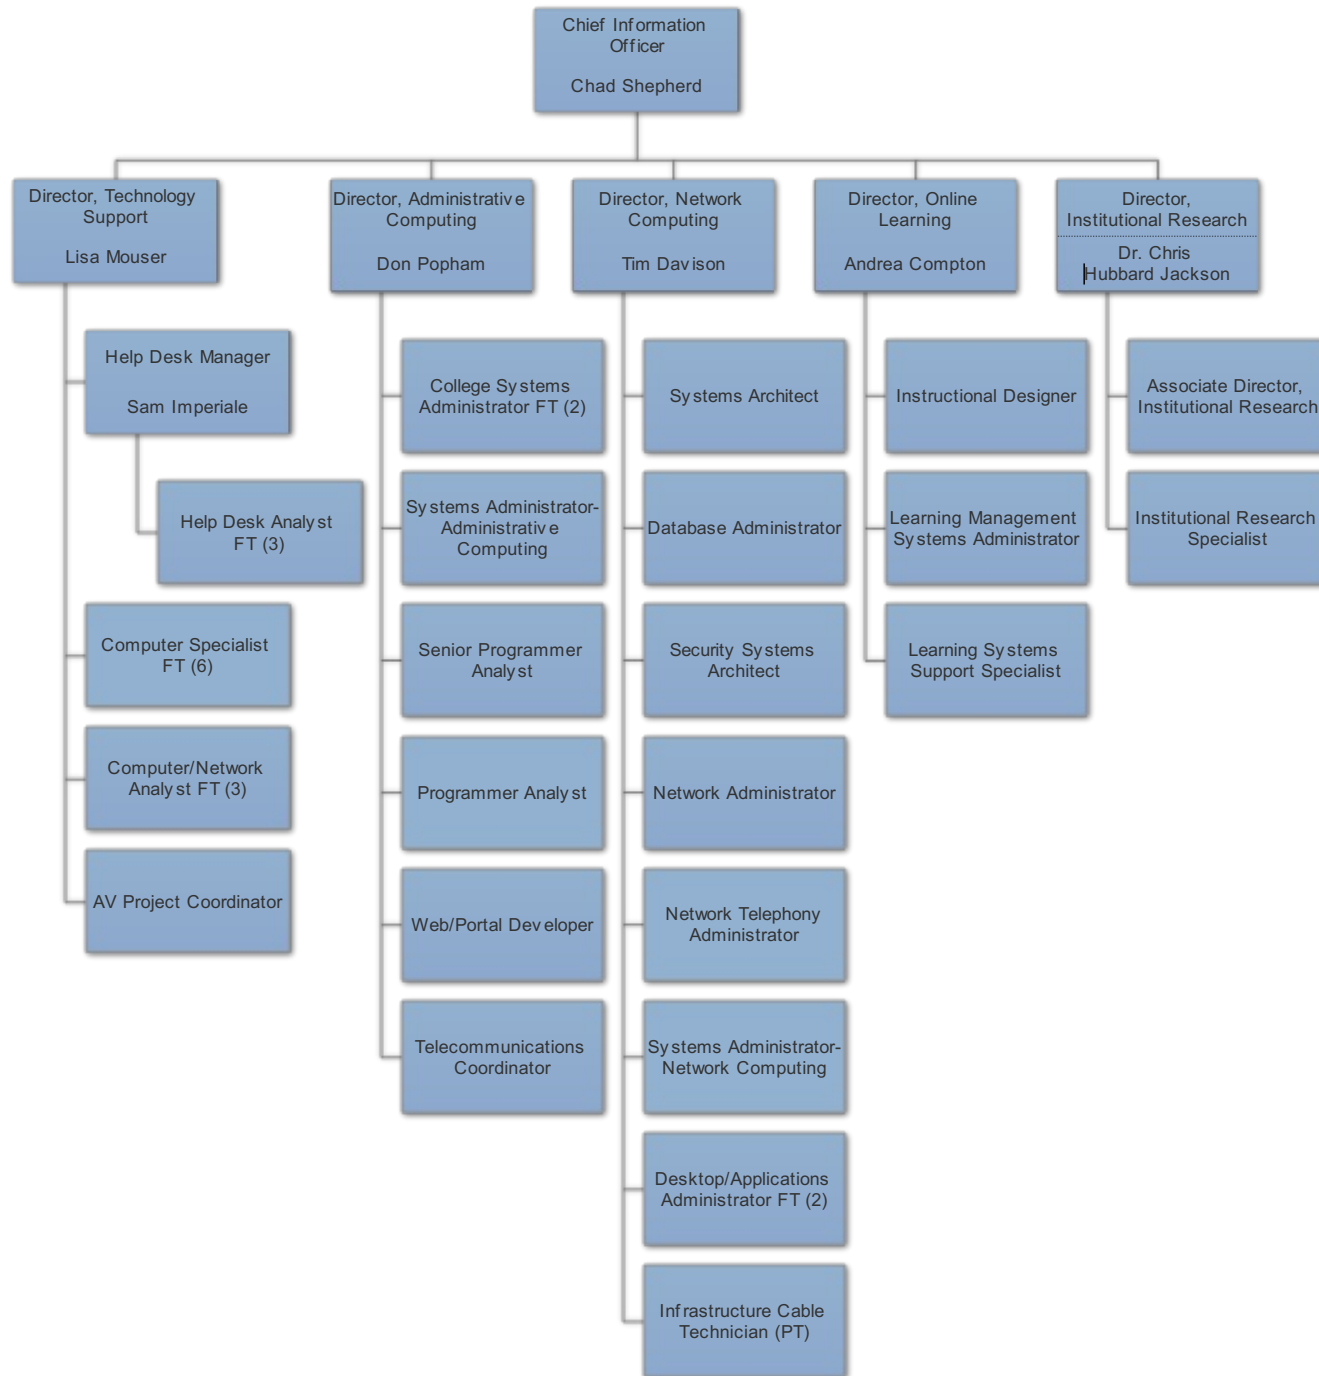 Chief Information
Officer
Chad Shepherd
Director, Technology
Support
Lisa Mouser
Director, Administrative
Computing
Don Popham
Director, Network
Computing
Tim Davison
Director, Online
Learning
Andrea Compton
Director,
Institutional Research
Dr. Chris
Hubbard Jackson
Help Desk Manager
Sam Imperiale
Help Desk Analyst
FT (3)
Computer Specialist
FT (6)
Computer/Network
Analyst FT (3)
AV Project Coordinator
College Systems
Administrator FT (2)
Systems Administrator-
Administrative
Computing
Senior Programmer
Analyst
Programmer Analyst
Web/Portal Developer
Telecommunications
Coordinator
Systems Architect
Database Administrator
Security Systems
Architect
Network Administrator
Network Telephony
Administrator
Systems Administrator-
Network Computing
Desktop/Applications
Administrator FT (2)
Infrastructure Cable
Technician (PT)
Instructional Designer
Learning Management
Systems Administrator
Learning Systems
Support Specialist
Associate Director,
Institutional Research
Institutional Research
Specialist